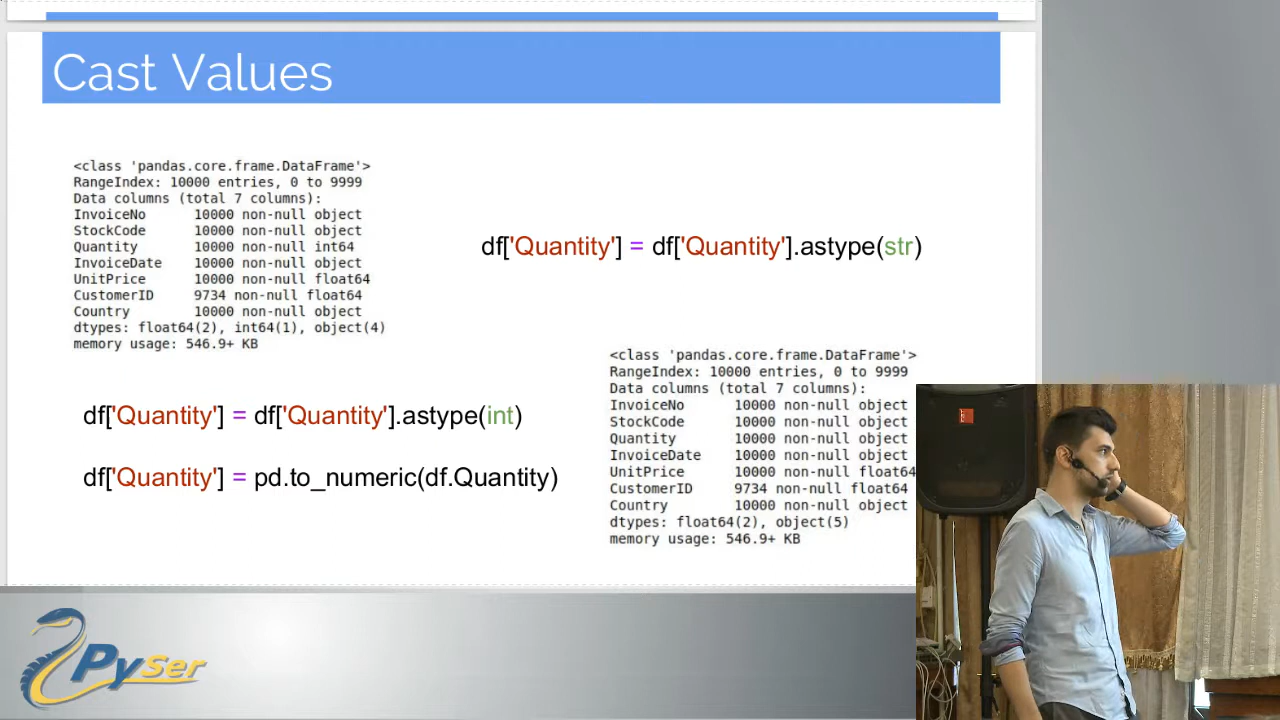 Cast Values
<class 'pandas.core.frame.DataFrame'>
RangeIndex: 10000 entries, 0 to 9999
Data columns (total 7 columns):
InvoiceNo 10000 non-null object
StockCode 10000 non-null object
Quantity 10000 non-null int64
InvoiceDate 10000 non-null object
UnitPrice 10000 non-null float64
CustomerID 9734 non-null float64
Country 10000 non-null object
dtypes: float64(2), int64(1), object(4)
memory usage: 546.9+ KB
df['Quantity'] = df['Quantity'].astype(str)
df['Quantity'] = df['Quantity'].astype(int)
df['Quantity'] = pd.to_numeric(df.Quantity)
<class 'pandas.core.frame.DataFrame'>
RangeIndex: 10000 entries, 0 to 9999
Data columns (total 7 columns):
InvoiceNo 10000 non-null object
StockCode 10000 non-null object
Quantity 10000 non-null object
InvoiceDate 10000 non-null object
UnitPrice 10000 non-null float64
CustomerID 9734 non-null float64
Country 10000 non-null object
dtypes: float64(2), object(5)
memory usage: 546.9+ KB
PySer